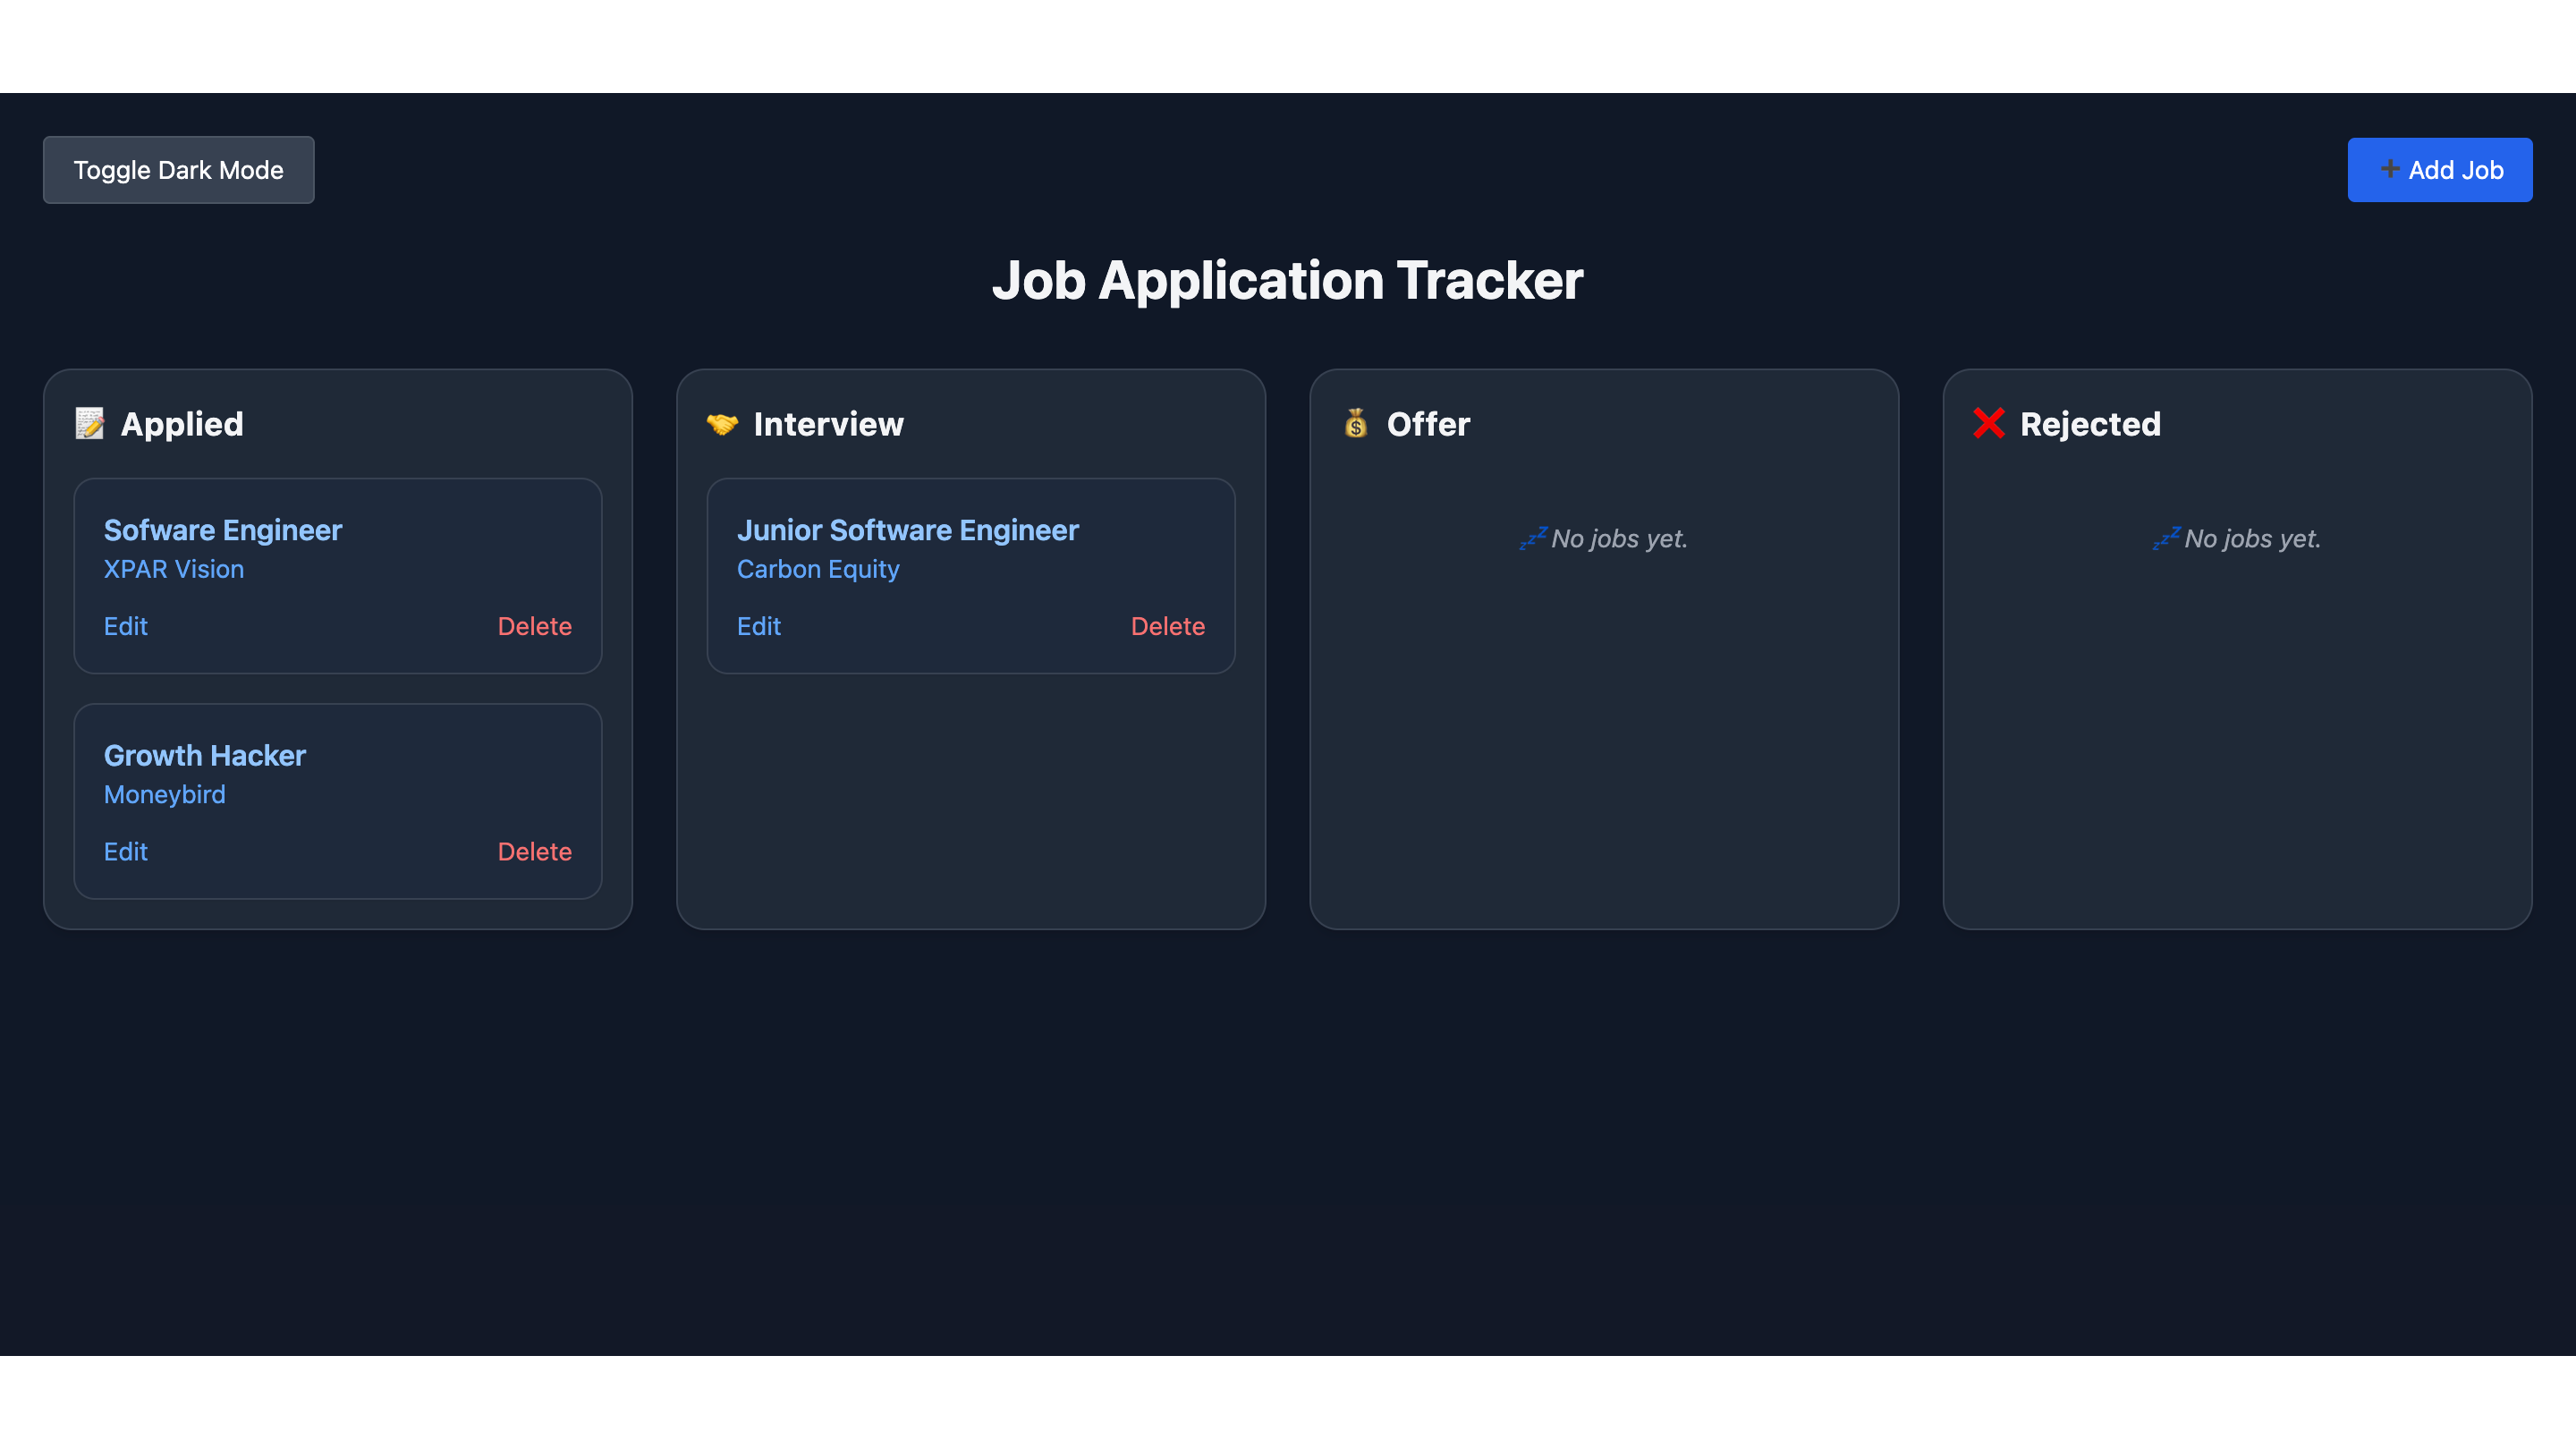 Toggle Dark Mode
➕ Add Job
Job Application Tracker
📝 Applied
Sofware Engineer
XPAR Vision
Edit
Delete
Growth Hacker
Moneybird
Edit
Delete
🤝 Interview
Junior Software Engineer
Carbon Equity
Edit
Delete
💰 Offer
💤 No jobs yet.
❌ Rejected
💤 No jobs yet.